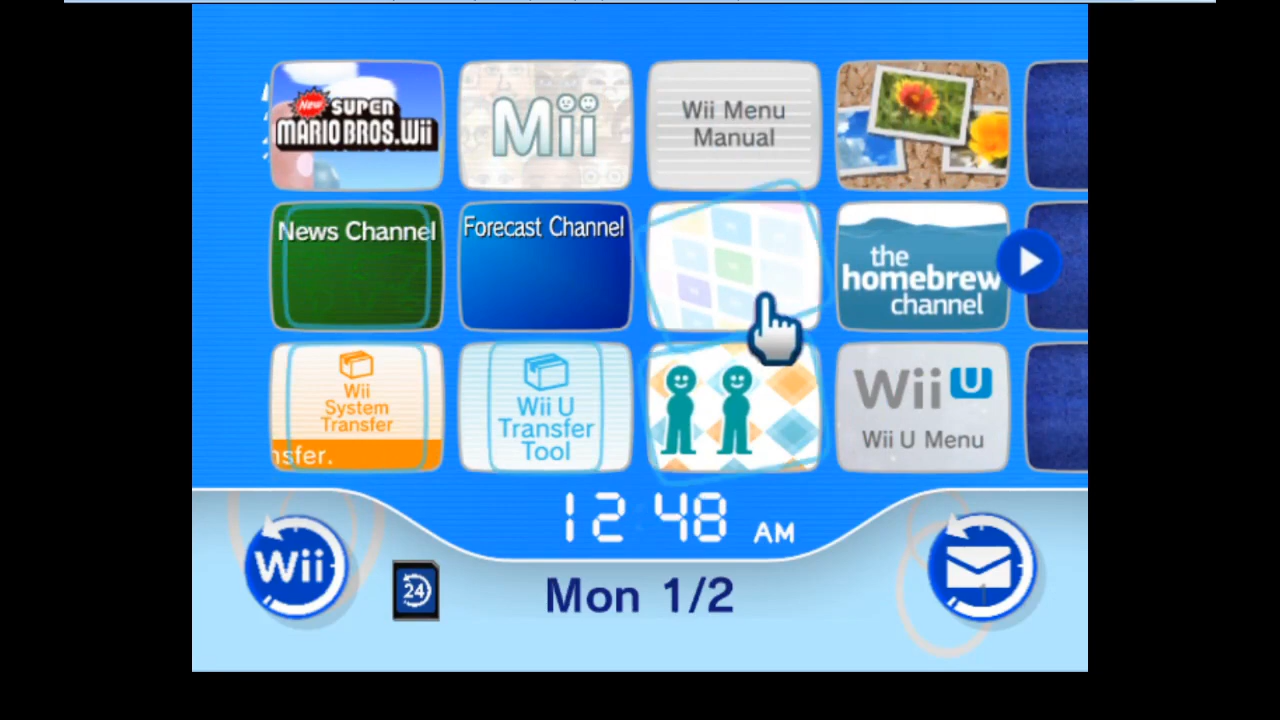 New
SUPER
MARIO BROS. Wii
Mii
Wii Menu
Manual
News Channel
Forecast Channel
the
homebrew
channel
Wii
System
Transfer
nsfer.
Wii U
Transfer
Tool
Wii U
Wii U Menu
12:48 AM
Wii
24
Mon 1/2